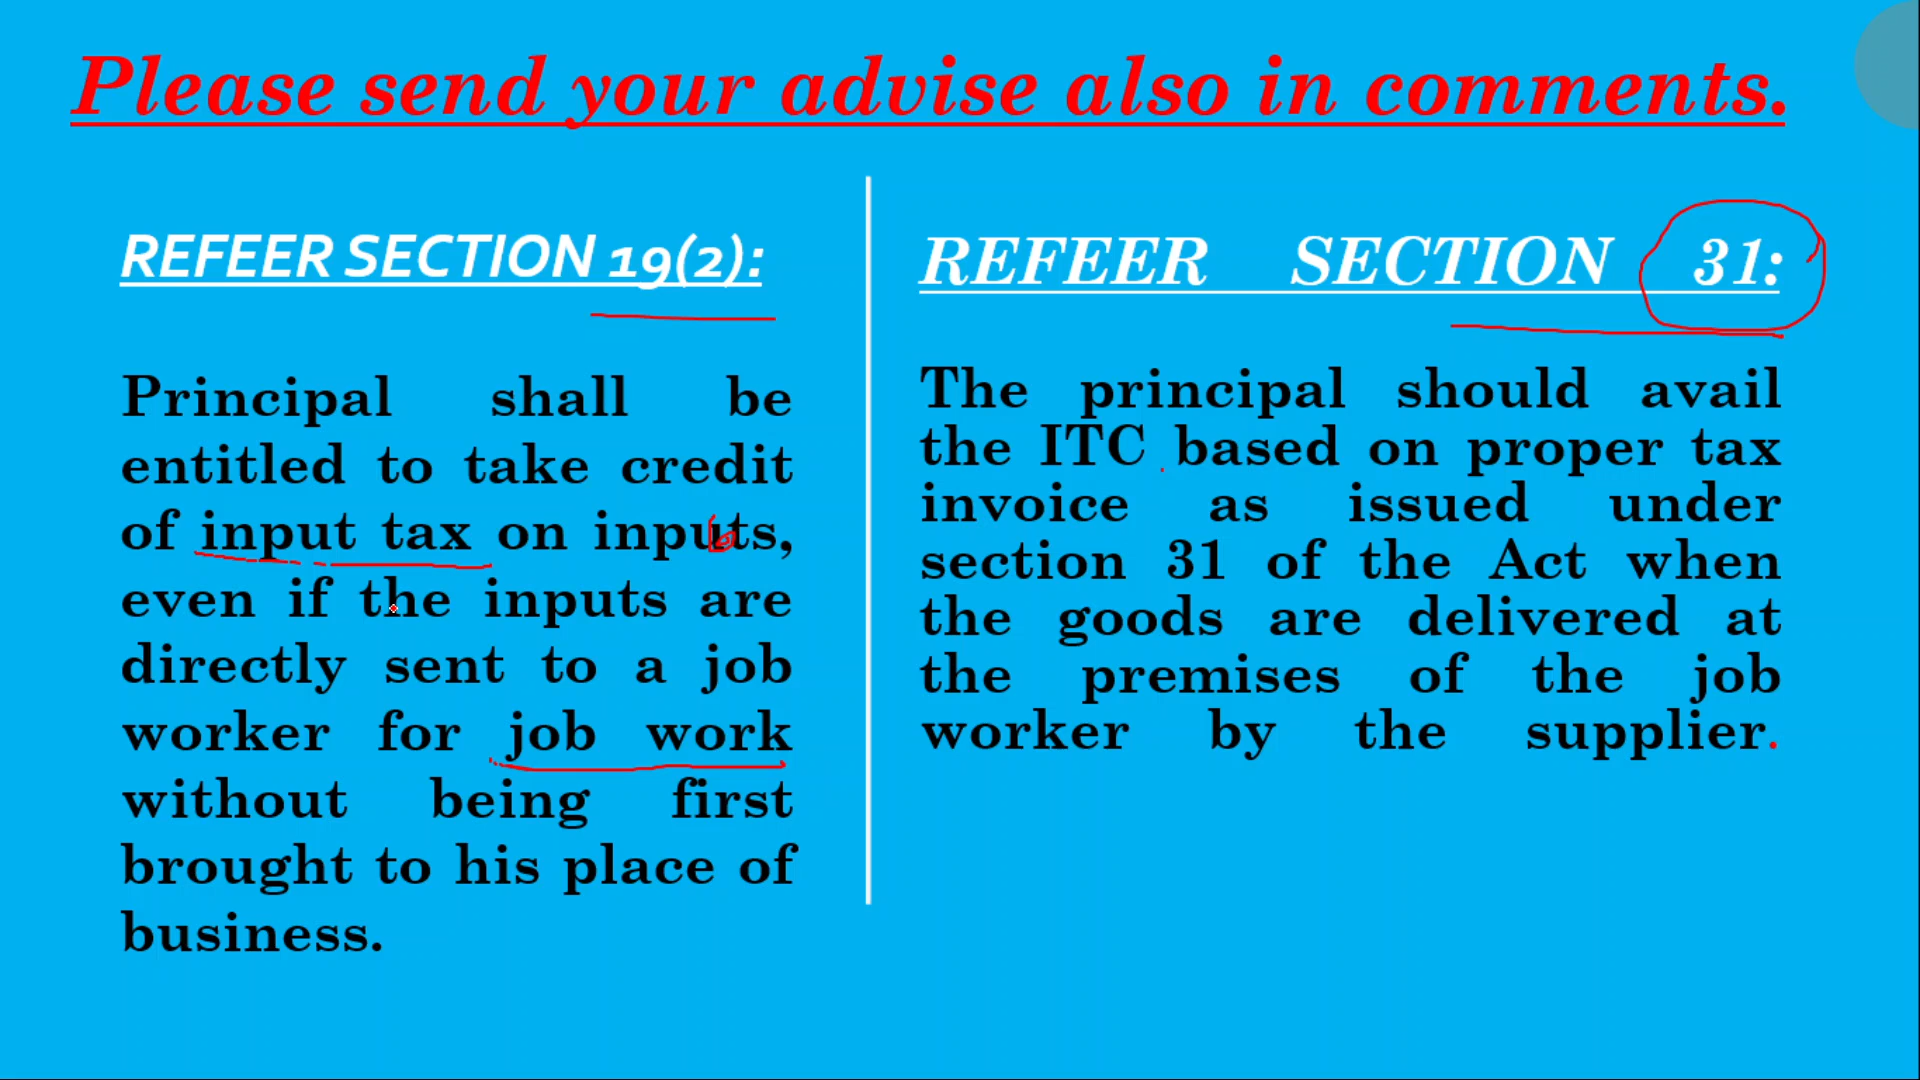 Please send your advise also in comments.
REFEER SECTION 19(2):
Principal shall be
entitled to take credit
of input tax on inputs,
even if the inputs are
directly sent to a job
worker for job work
without being first
brought to his place of
business.
REFEER SECTION 31:
The principal should avail
the ITC based on proper tax
invoice as issued under
section 31 of the Act when
the goods are delivered at
the premises of the job
worker by the supplier.